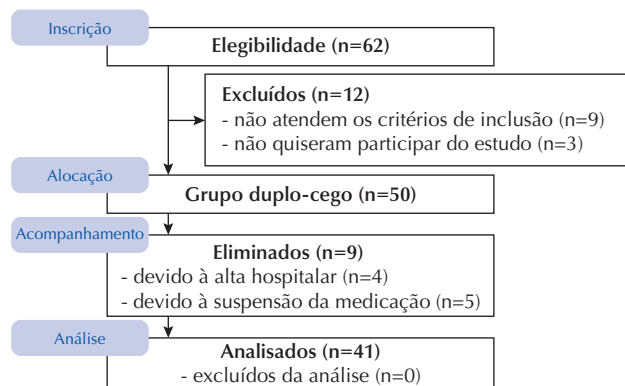 Inscrição
Elegibilidade (n=62)
Excluídos (n=12)
- não atendem os critérios de inclusão (n=9)
- não quiseram participar do estudo (n=3)
Alocação
Grupo duplo-cego (n=50)
Acompanhamento
Eliminados (n=9)
- devido à alta hospitalar (n=4)
- devido à suspensão da medicação (n=5)
Análise
Analisados (n=41)
- excluídos da análise (n=0)